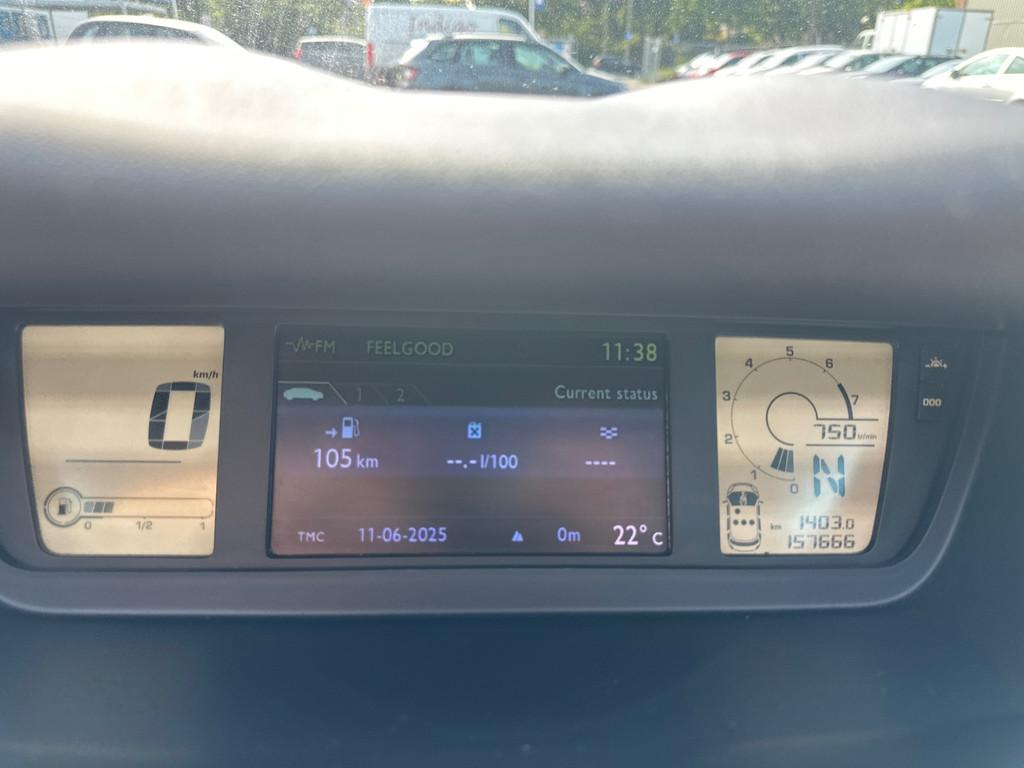 km/h
0
0 1/2 1
FM FEELGOOD 11:38
1 2 Current status
105 km --.- l/100 ----
TMC 11-06-2025 0m 22° C
0 1 2 3 4 5 6 7
750 tr/min
N
km 1403.0
157666
000